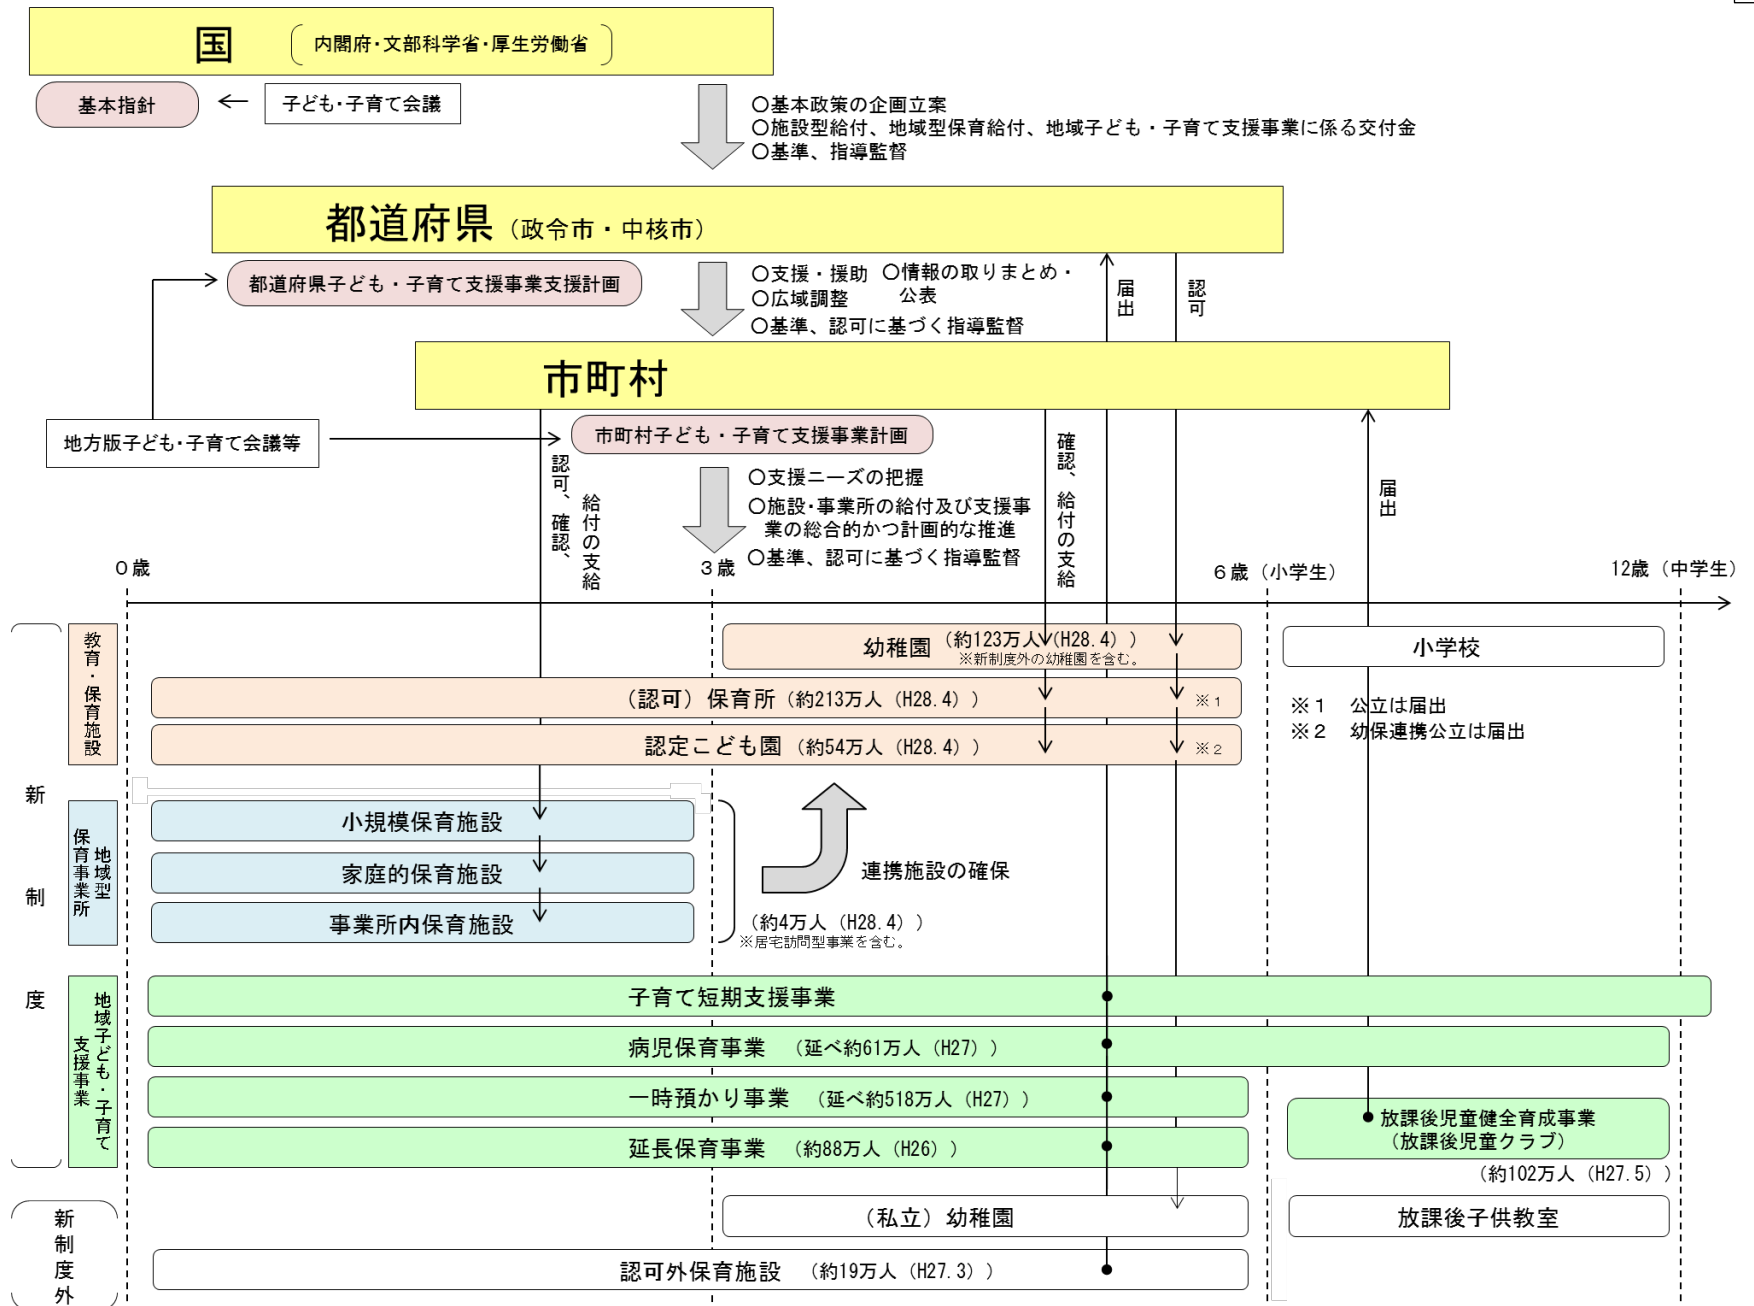 国
内閣府・文部科学省・厚生労働省
基本指針
子ども・子育て会議
○基本政策の企画立案
○施設型給付、地域型保育給付、地域子ども・子育て支援事業に係る交付金
○基準、指導監督
都道府県（政令市・中核市）
都道府県子ども・子育て支援事業支援計画
○支援・援助　○情報の取りまとめ・
公表
○広域調整
○基準、認可に基づく指導監督
届出
認可
市町村
地方版子ども・子育て会議等
市町村子ども・子育て支援事業計画
認可、確認、
給付の支給
○支援ニーズの把握
○施設・事業所の給付及び支援事
業の総合的かつ計画的な推進
○基準、認可に基づく指導監督
確認、給付の支給
届出
０歳
３歳
６歳（小学生）
12歳（中学生）
新制度
教育・保育施設
幼稚園（約123万人（H28.4））
※新制度外の幼稚園を含む。
小学校
（認可）保育所（約213万人（H28.4））
※１
認定こども園（約54万人（H28.4））
※２
※１　公立は届出
※２　幼保連携公立は届出
地域型
保育事業所
小規模保育施設
家庭的保育施設
事業所内保育施設
連携施設の確保
（約4万人（H28.4））
※居宅訪問型事業を含む。
地域子ども・子育て
支援事業
子育て短期支援事業
病児保育事業　（延べ約61万人（H27））
一時預かり事業　（延べ約518万人（H27））
延長保育事業　（約88万人（H26））
放課後児童健全育成事業
（放課後児童クラブ）
（約102万人（H27.5））
新制度外
（私立）幼稚園
放課後子供教室
認可外保育施設　（約19万人（H27.3））